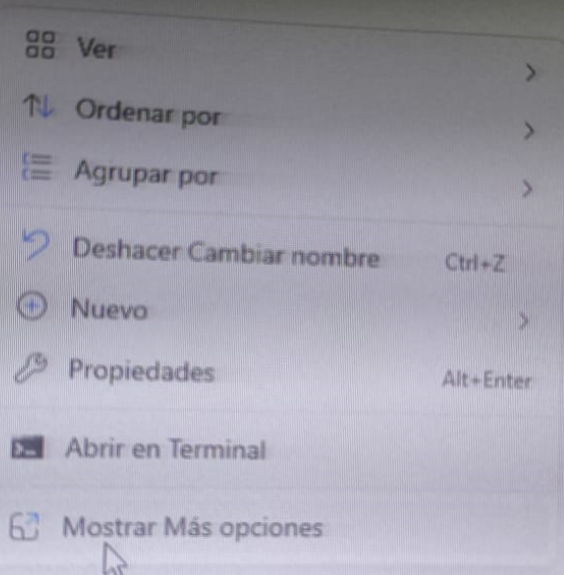 Ver
Ordenar por
Agrupar por
Deshacer Cambiar nombre Ctrl+Z
Nuevo
Propiedades Alt+Enter
Abrir en Terminal
Mostrar Más opciones